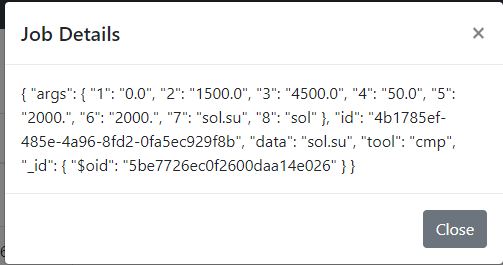 Job Details
×
{ "args": { "1": "0.0", "2": "1500.0", "3": "4500.0", "4": "50.0", "5":
"2000.", "6": "2000.", "7": "sol.su", "8": "sol" }, "id": "4b1785ef-
485e-4a96-8fd2-0fa5ec929f8b", "data": "sol.su", "tool": "cmp",
"_id": { "$oid": "5be7726ec0f2600daa14e026" } }
Close